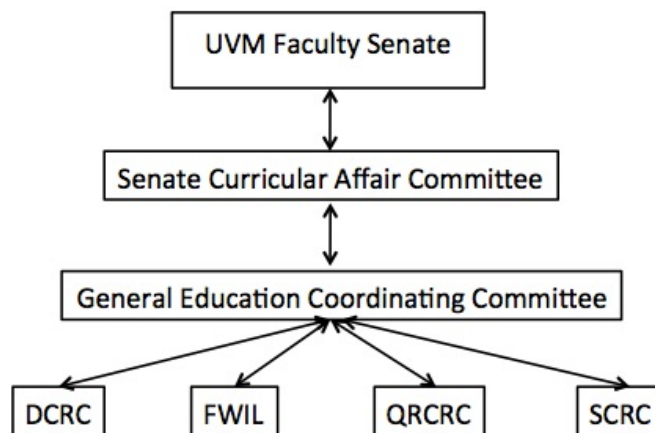 UVM Faculty Senate
Senate Curricular Affair Committee
General Education Coordinating Committee
DCRC FWIL QRCRC SCRC